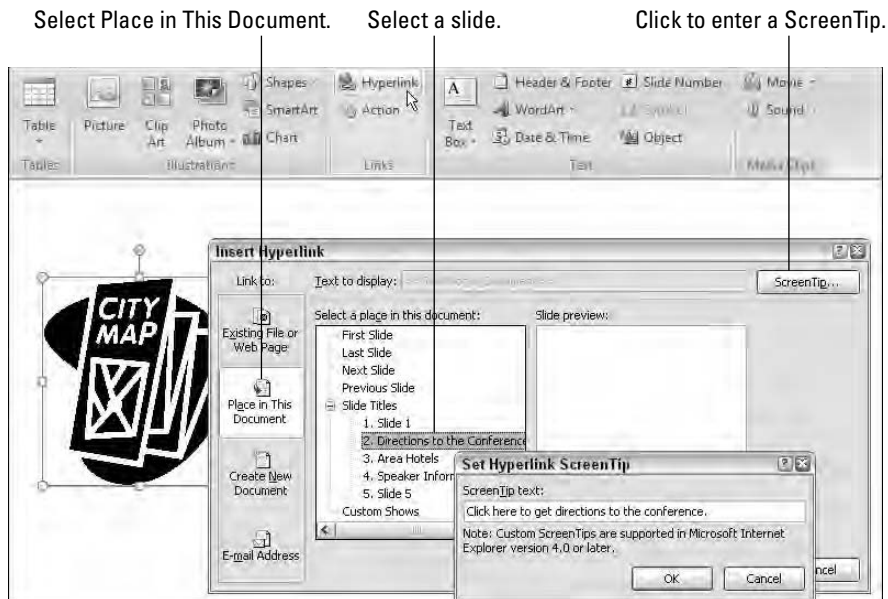 Select Place in This Document. Select a slide. Click to enter a ScreenTip.
Shapes Hyperlink Header & Footer Slide Number Movie
SmartArt Action WordArt Symbol Sound
Table Picture Clip Art Photo Album Chart Text Box Date & Time Object
Tables Illustrations Links Text Media Clips
Insert Hyperlink
Link to: Text to display: ScreenTip...
CITY
MAP
Existing File or
Web Page
Place in This
Document
Create New
Document
E-mail Address
Select a place in this document: Slide preview:
First Slide
Last Slide
Next Slide
Previous Slide
Slide Titles
1. Slide 1
2. Directions to the Conference
3. Area Hotels
4. Speaker Inform
5. Slide 5
Custom Shows
Set Hyperlink ScreenTip
ScreenTip text:
Click here to get directions to the conference.
Note: Custom ScreenTips are supported in Microsoft Internet
Explorer version 4.0 or later.
OK Cancel
ncel